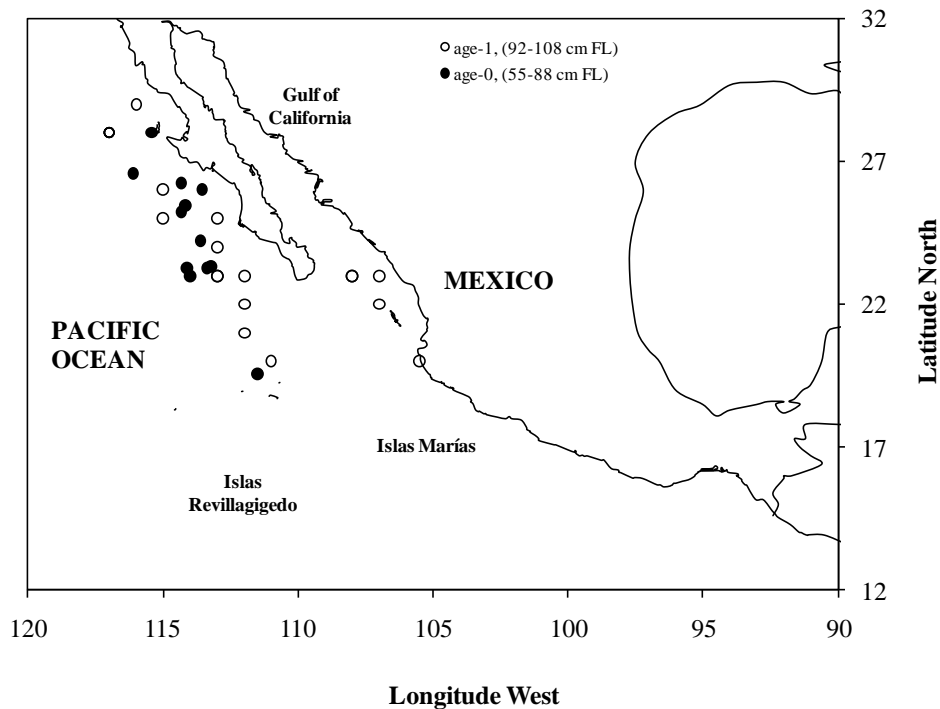 32
age-1, (92-108 cm FL)
age-0, (55-88 cm FL)
Gulf of
California
27
MEXICO
22
PACIFIC
OCEAN
Latitude North
Islas Marías
17
Islas
Revillagigedo
12
120 115 110 105 100 95 90
Longitude West